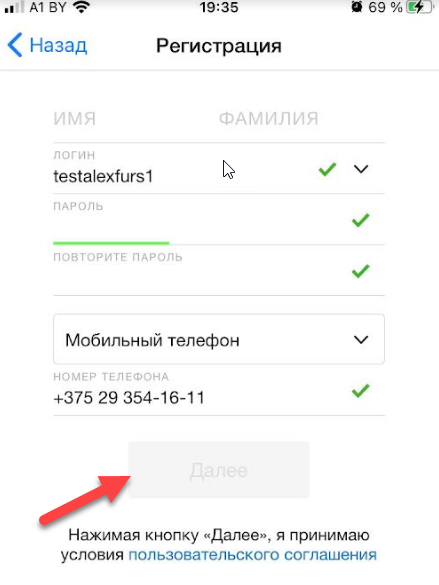 A1 BY 19:35 69 %
Назад Регистрация
ИМЯ ФАМИЛИЯ
ЛОГИН
testalexfurs1
ПАРОЛЬ
ПОВТОРИТЕ ПАРОЛЬ
Мобильный телефон
НОМЕР ТЕЛЕФОНА
+375 29 354-16-11
Далее
Нажимая кнопку «Далее», я принимаю
условия пользовательского соглашения